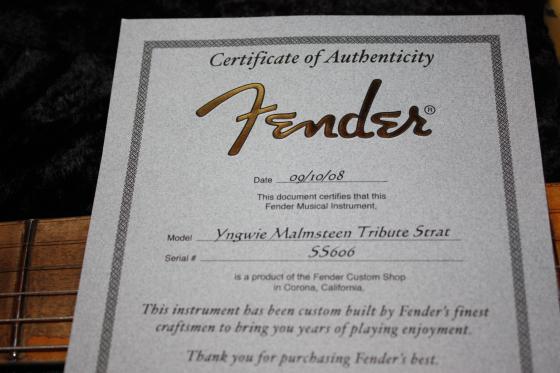 Certificate of Authenticity
Fender®
Date 09/10/08
This document certifies that this
Fender Musical Instrument,
Model Yngwie Malmsteen Tribute Strat
Serial # SS606
is a product of the Fender Custom Shop
in Corona, California.
This instrument has been custom built by Fender's finest
craftsmen to bring you years of playing enjoyment.
Thank you for purchasing Fender's best.